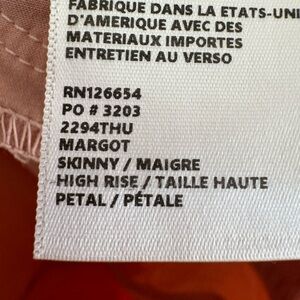 FABRIQUE DANS LA ETATS-UNI
D'AMERIQUE AVEC DES
MATERIAUX IMPORTES
ENTRETIEN AU VERSO
RN126654
PO # 3203
2294THU
MARGOT
SKINNY / MAIGRE
HIGH RISE / TAILLE HAUTE
PETAL / PÉTALE